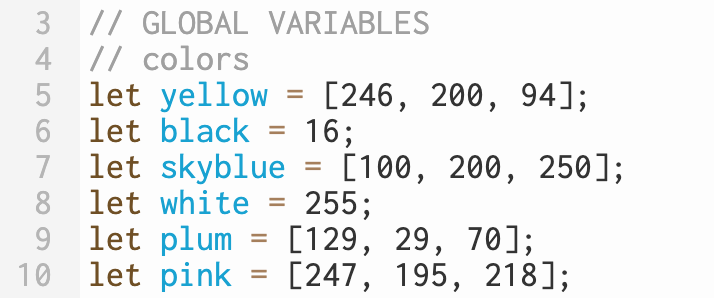 3 // GLOBAL VARIABLES
4 // colors
5 let yellow = [246, 200, 94];
6 let black = 16;
7 let skyblue = [100, 200, 250];
8 let white = 255;
9 let plum = [129, 29, 70];
10 let pink = [247, 195, 218];